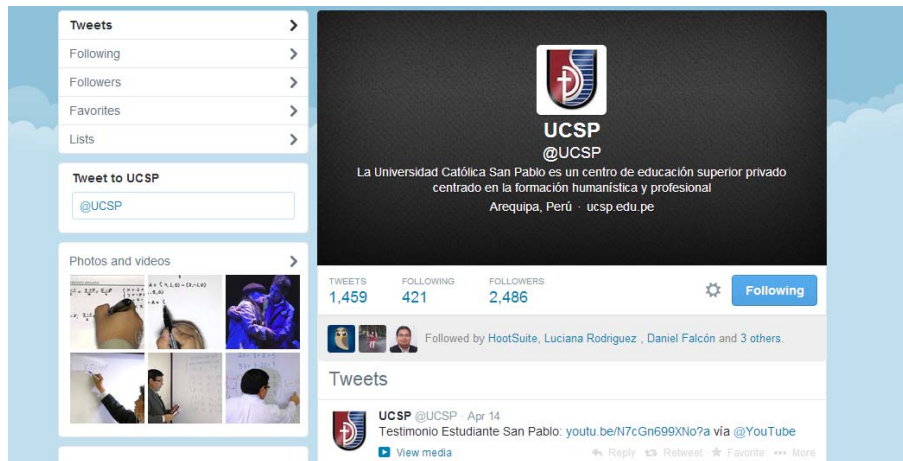 Tweets
Following
Followers
Favorites
Lists
Tweet to UCSP
@UCSP
Photos and videos
UCSP
@UCSP
La Universidad Católica San Pablo es un centro de educación superior privado
centrado en la formación humanística y profesional
Arequipa, Perú · ucsp.edu.pe
TWEETS FOLLOWING FOLLOWERS
1,459 421 2,486
Following
Followed by HootSuite, Luciana Rodriguez , Daniel Falcón and 3 others.
Tweets
UCSP @UCSP · Apr 14
Testimonio Estudiante San Pablo: youtu.be/N7cGn699XNo?a vía @YouTube
View media Reply Retweet Favorite More